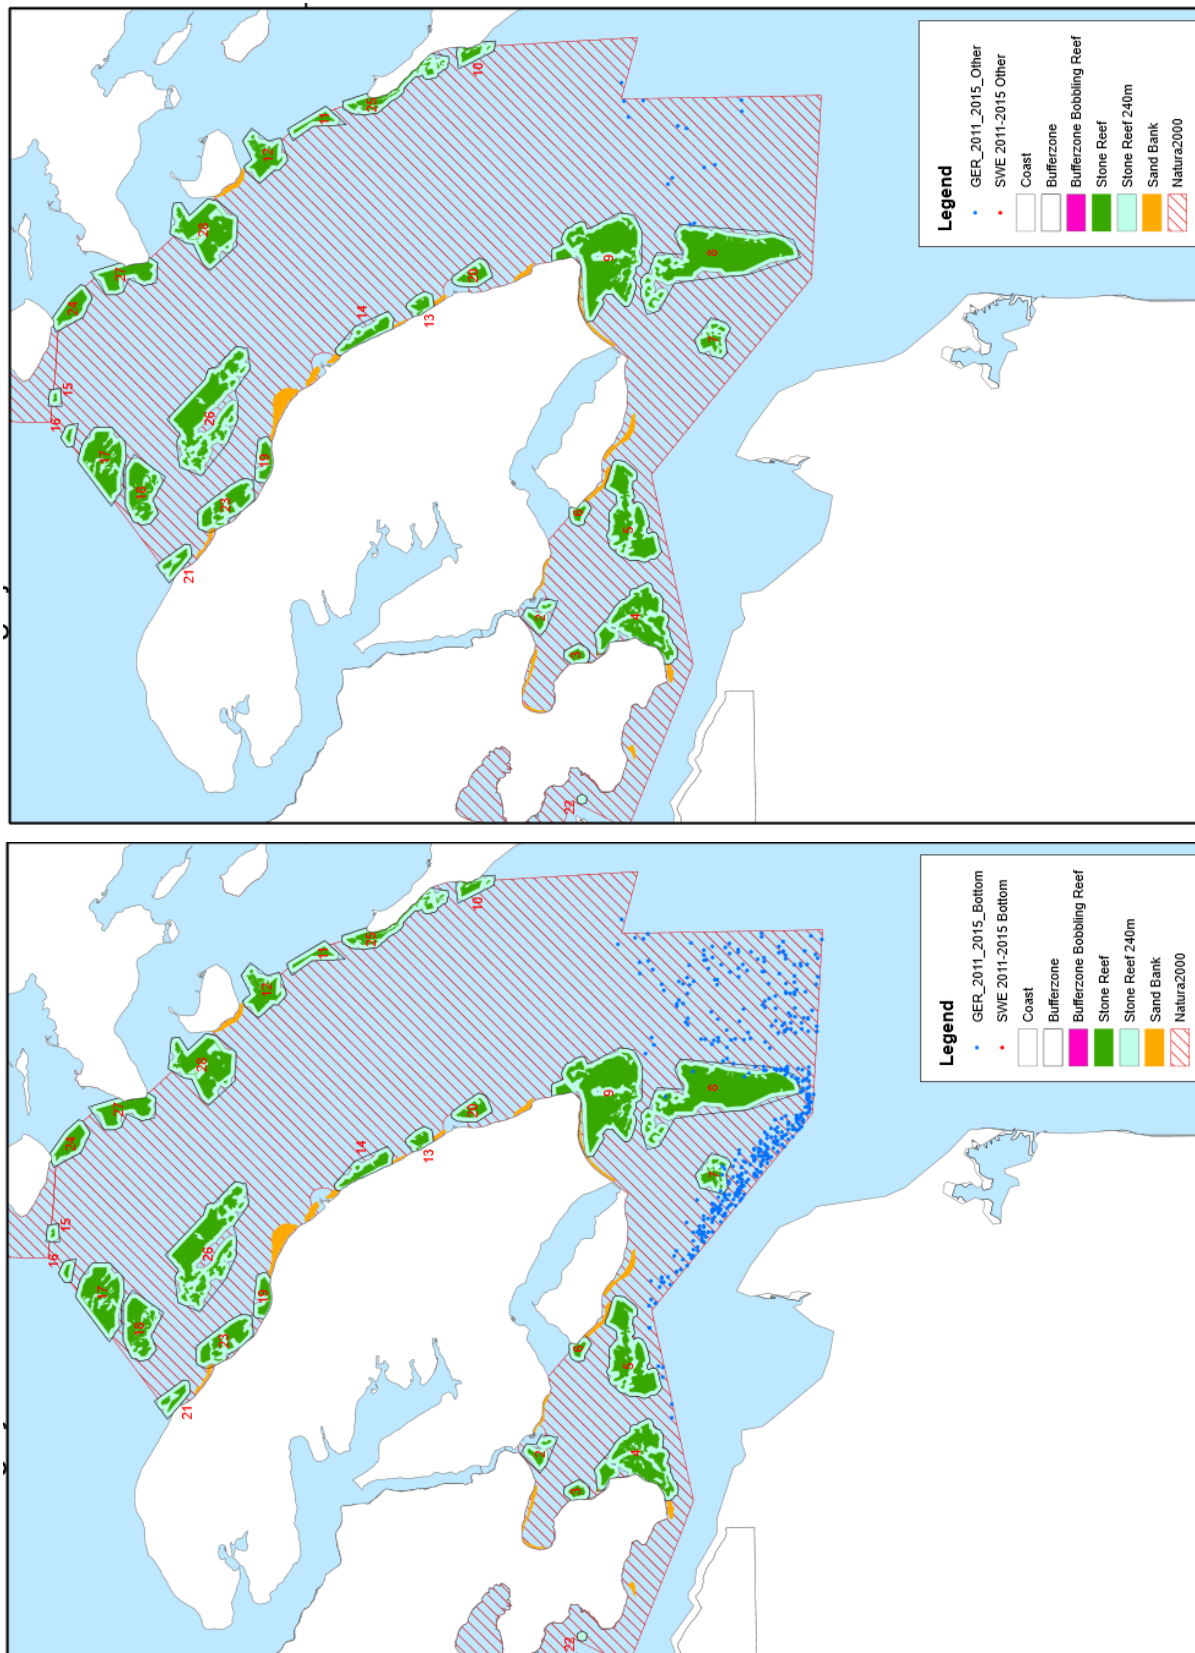 10
25
11
12
28
27
24
15
16
17
18
26
14
13
20
19
23
21
9
8
7
6
5
4
3
2
22
Legend
GER_2011_2015_Other
SWE 2011-2015 Other
Coast
Bufferzone
Bufferzone Bobbling Reef
Stone Reef
Stone Reef 240m
Sand Bank
Natura2000
10
25
11
12
28
27
24
15
16
17
18
26
14
13
20
19
23
21
9
8
7
6
5
4
3
2
22
Legend
GER_2011_2015_Bottom
SWE 2011-2015 Bottom
Coast
Bufferzone
Bufferzone Bobbling Reef
Stone Reef
Stone Reef 240m
Sand Bank
Natura2000